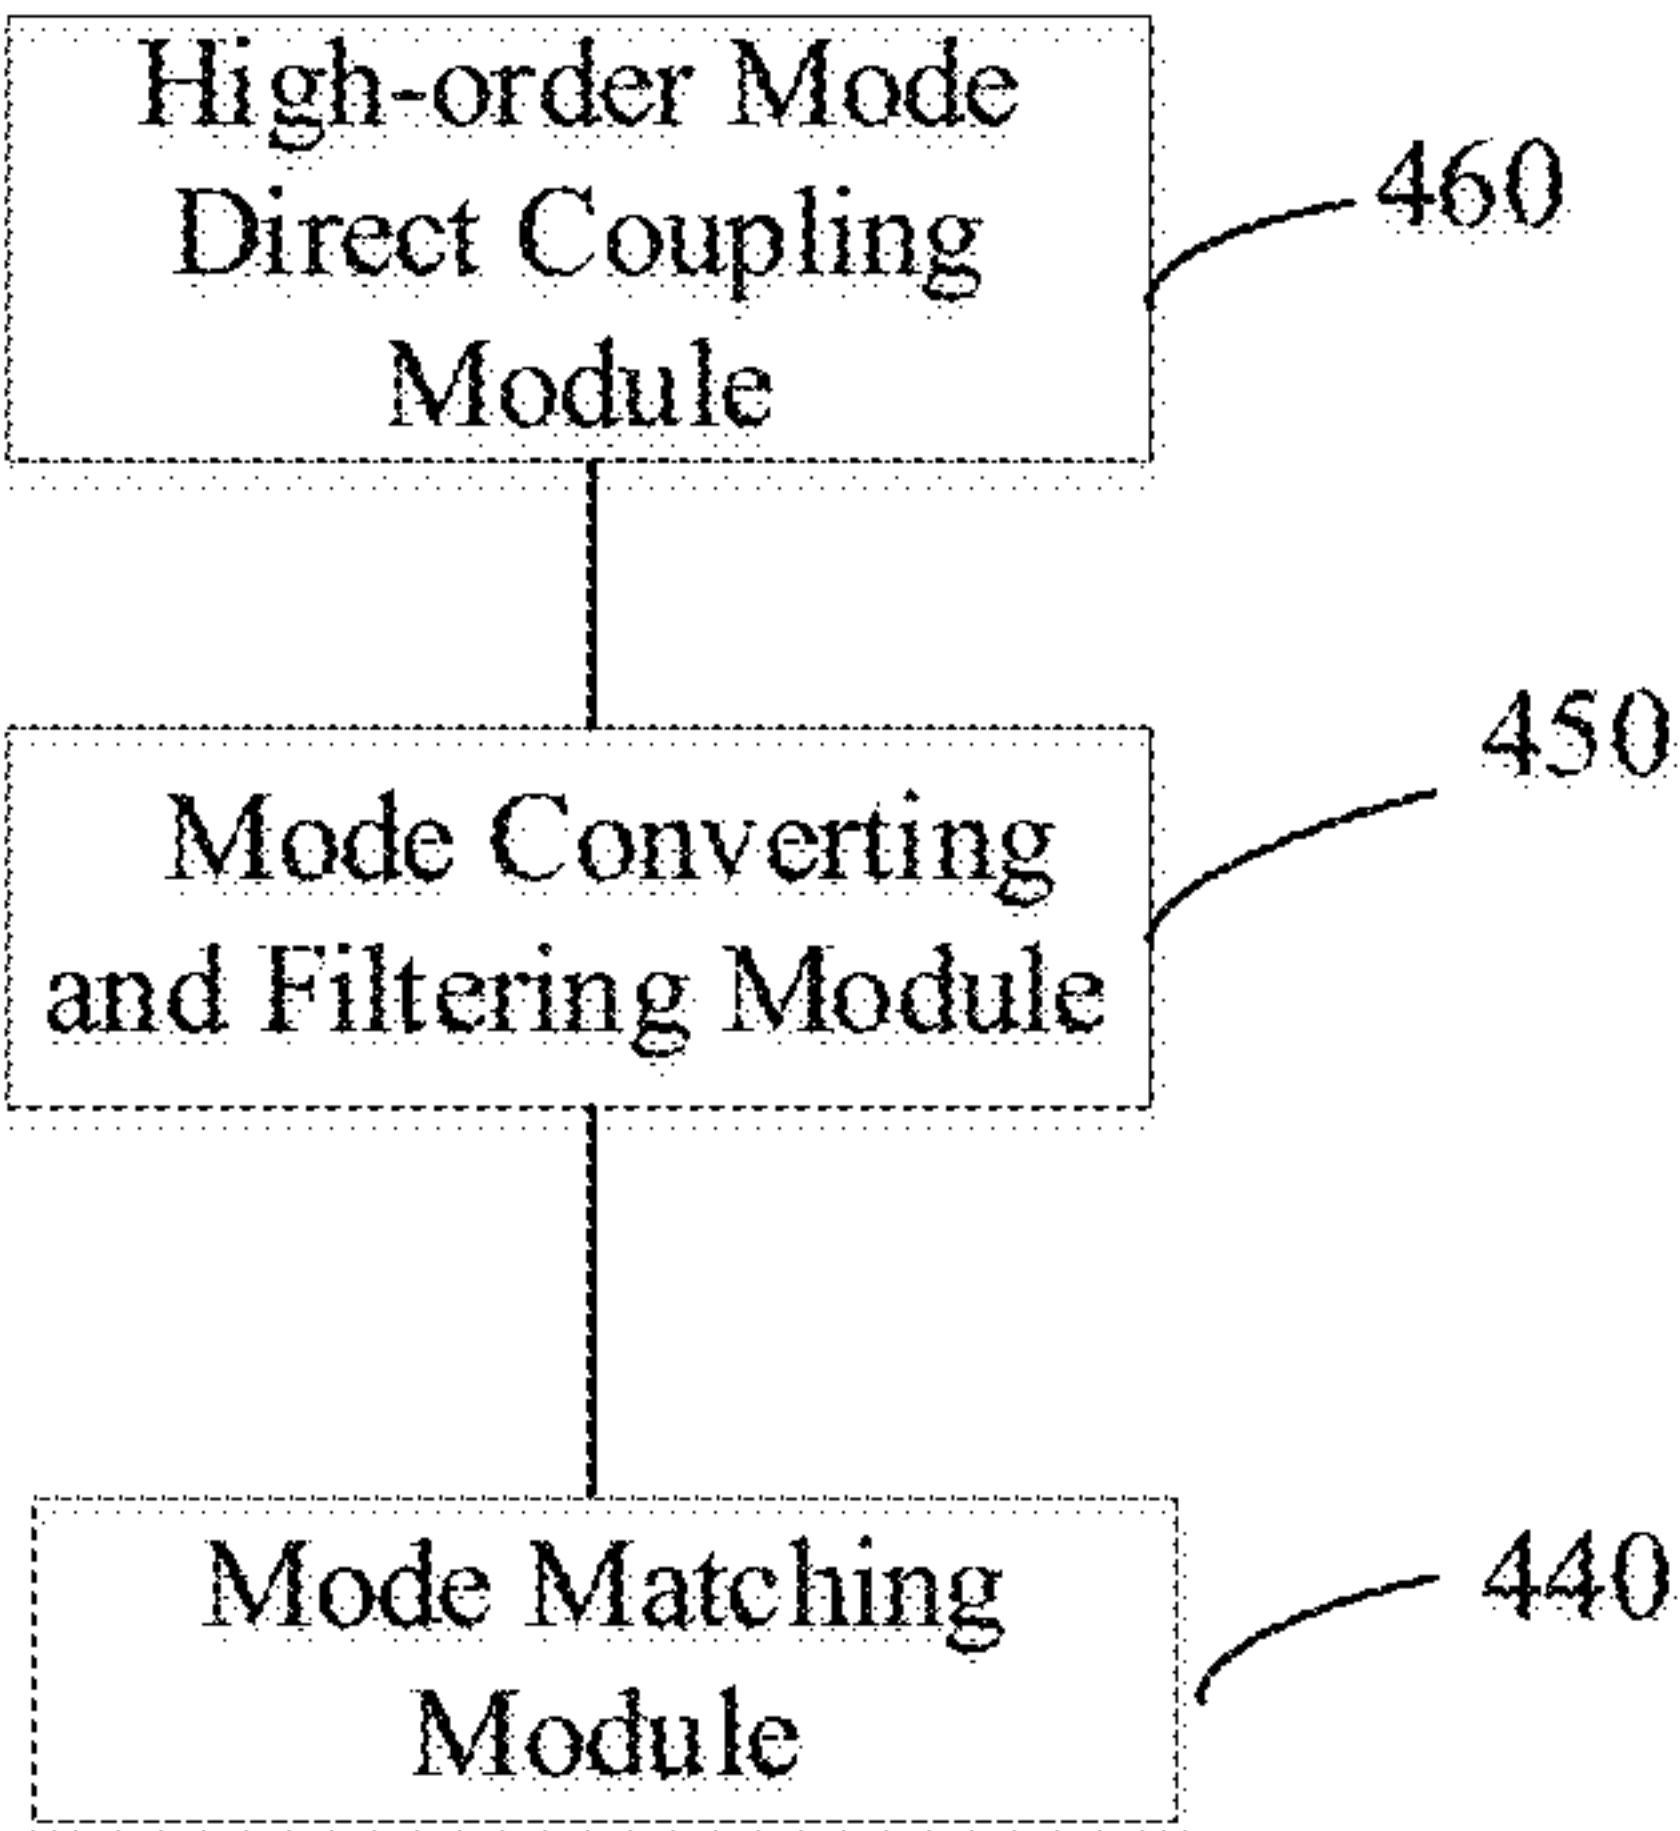 High-order Mode
Direct Coupling
Module
460
450
Mode Converting
and Filtering Module
440
Mode Matching
Module